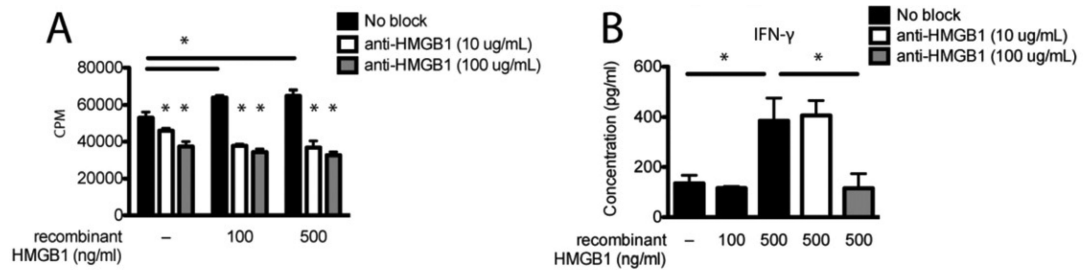 A
No block
anti-HMGB1 (10 ug/mL)
anti-HMGB1 (100 ug/mL)
*
80000
60000
40000
20000
0
CPM
* *
* *
* *
recombinant
HMGB1 (ng/ml)
– 100 500
B
No block
anti-HMGB1 (10 ug/mL)
anti-HMGB1 (100 ug/mL)
IFN-γ
* *
600
400
200
0
Concentration (pg/ml)
recombinant
HMGB1 (ng/ml)
– 100 500 500 500